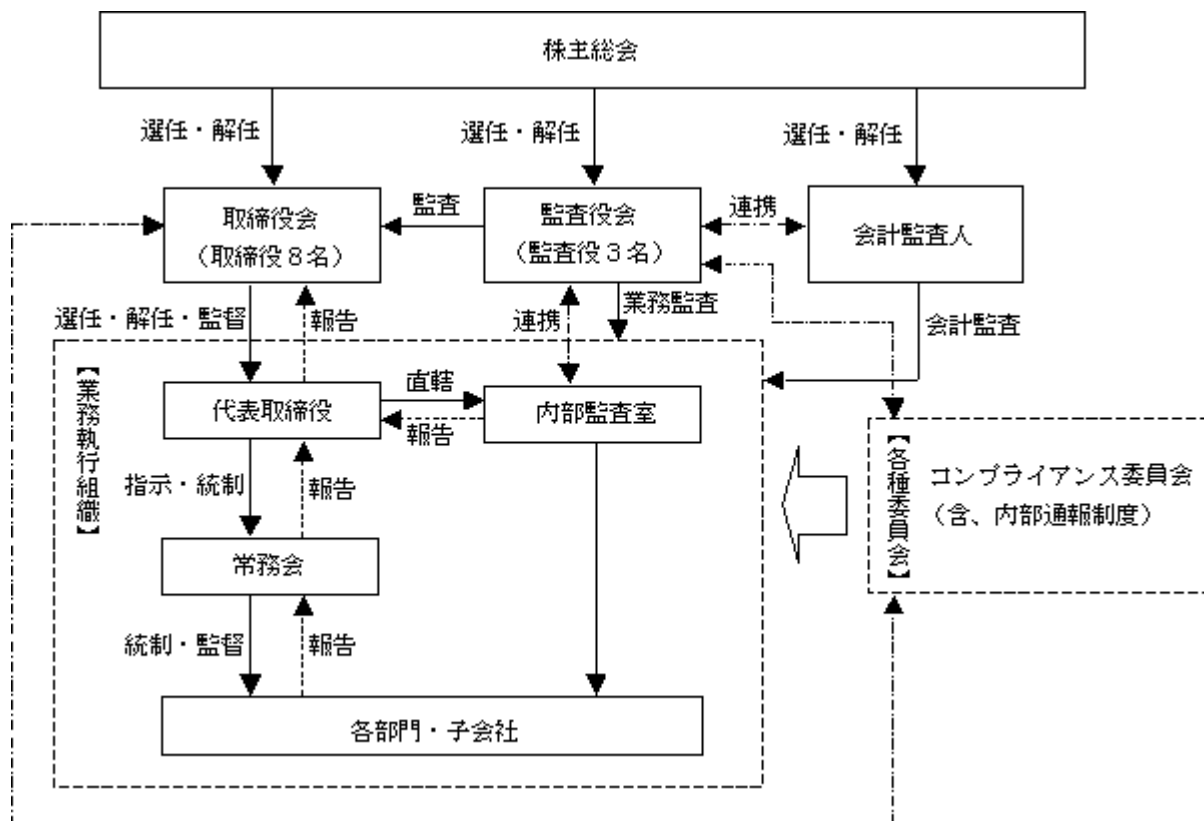 株主総会
選任・解任
選任・解任
選任・解任
取締役会
（取締役８名）
監査
監査役会
（監査役３名）
連携
会計監査人
選任・解任・監督
報告
連携
業務監査
会計監査
【業務執行組織】
代表取締役
直轄
報告
内部監査室
指示・統制
報告
【各種委員会】
コンプライアンス委員会
（含、内部通報制度）
常務会
統制・監督
報告
各部門・子会社